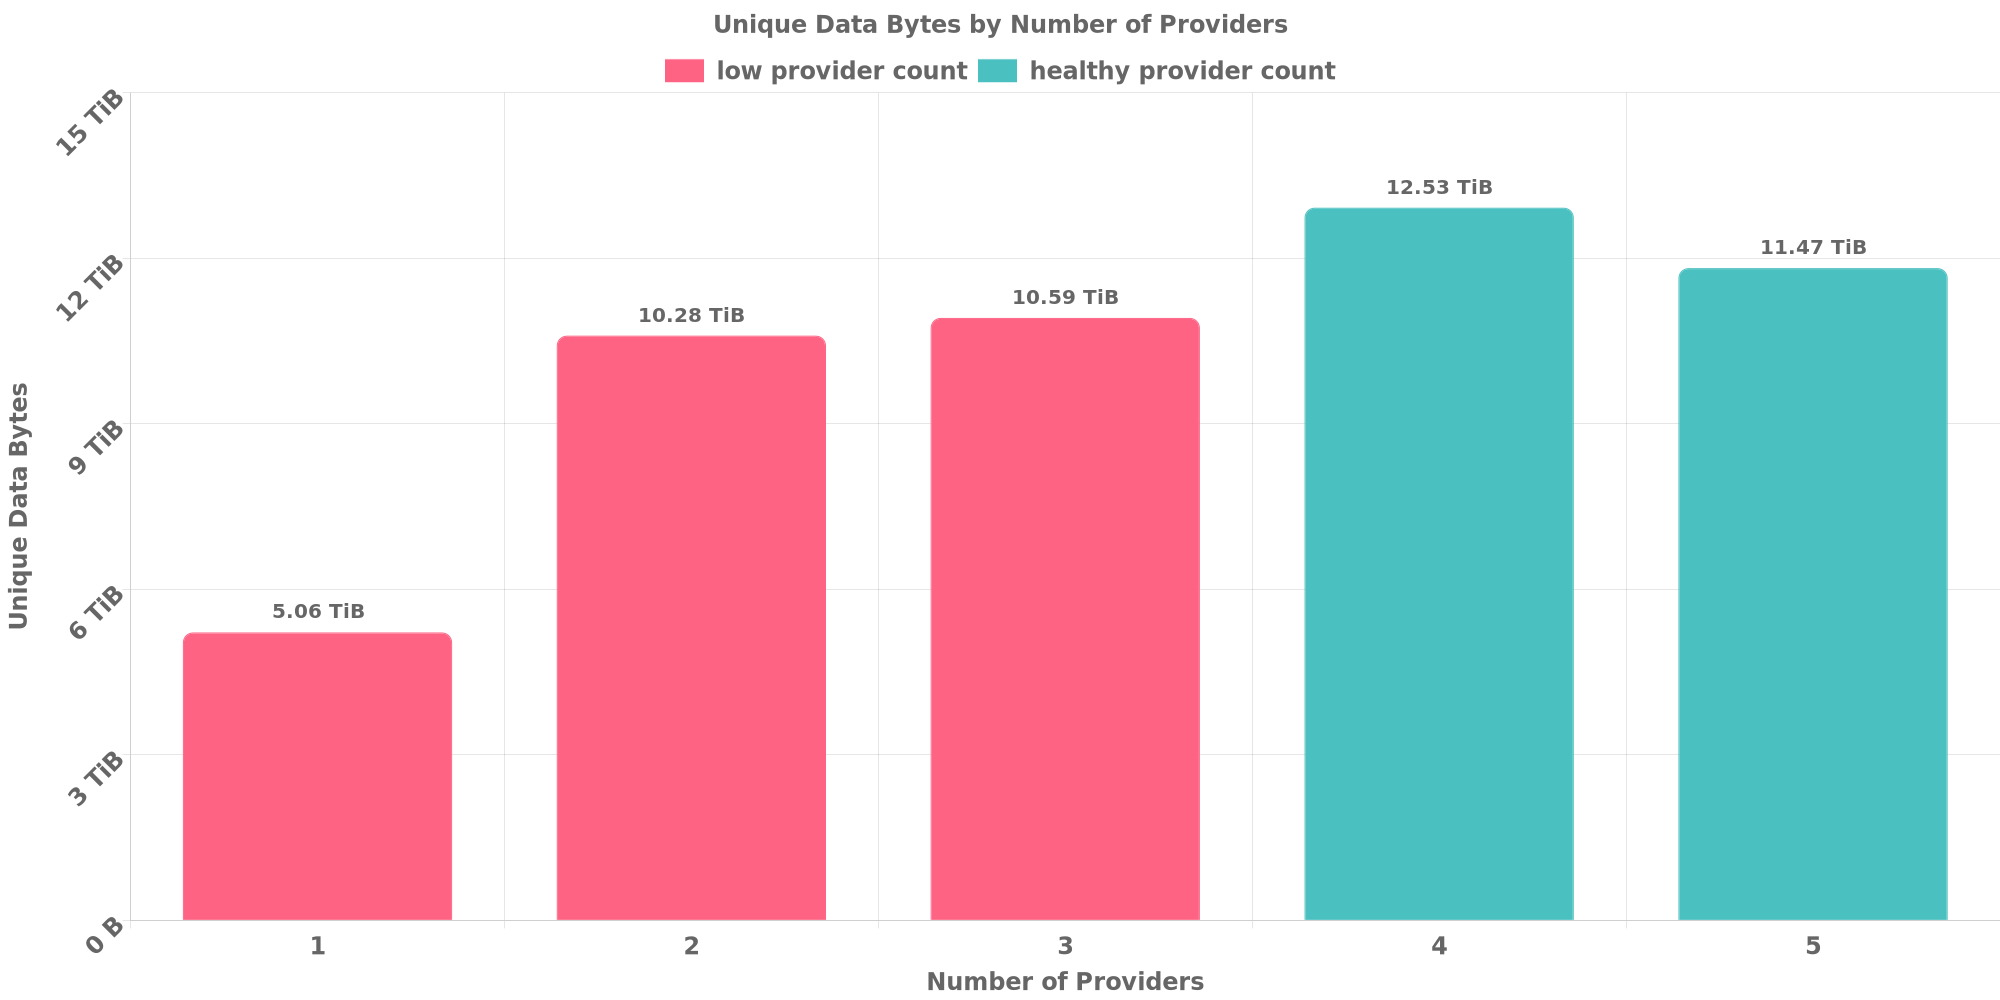 Unique Data Bytes by Number of Providers
low provider count healthy provider count
15 TiB
12 TiB
9 TiB
6 TiB
3 TiB
0 B
Unique Data Bytes
5.06 TiB
10.28 TiB
10.59 TiB
12.53 TiB
11.47 TiB
1 2 3 4 5
Number of Providers